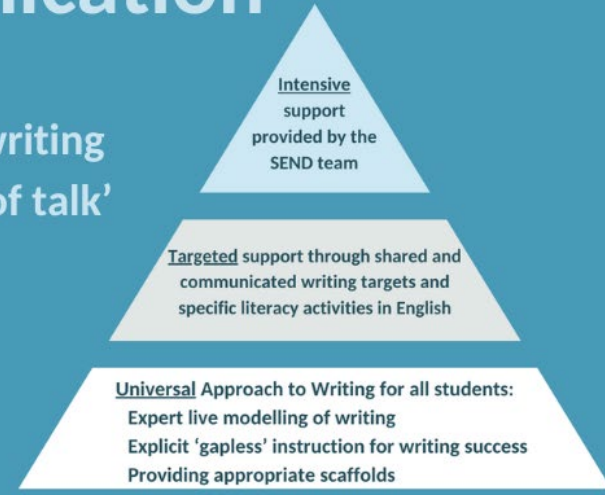 Intensive
support
provided by the
SEND team
of talk’
Targeted support through shared and
communicated writing targets and
specific literacy activities in English
Universal Approach to Writing for all students:
Expert live modelling of writing
Explicit ‘gapless’ instruction for writing success
Providing appropriate scaffolds